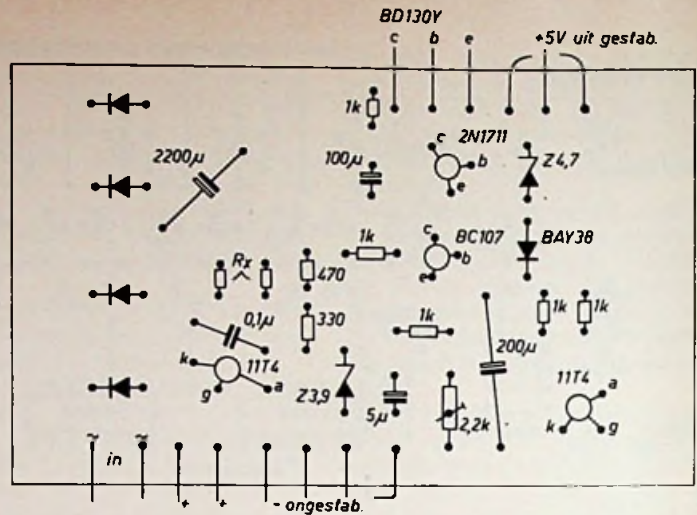 BD130Y
c b e +5V uit gestab.
1k
c 2N1711
2200µ 100µ b Z4,7
e
1k c BC107 BAY38
Rx 470 b
e
0,1µ 330 1k 1k 1k
k 11T4 200µ
g a Z3,9 5µ 2,2k 11T4 a
k g
~ ~
in
+ + - ongestab.